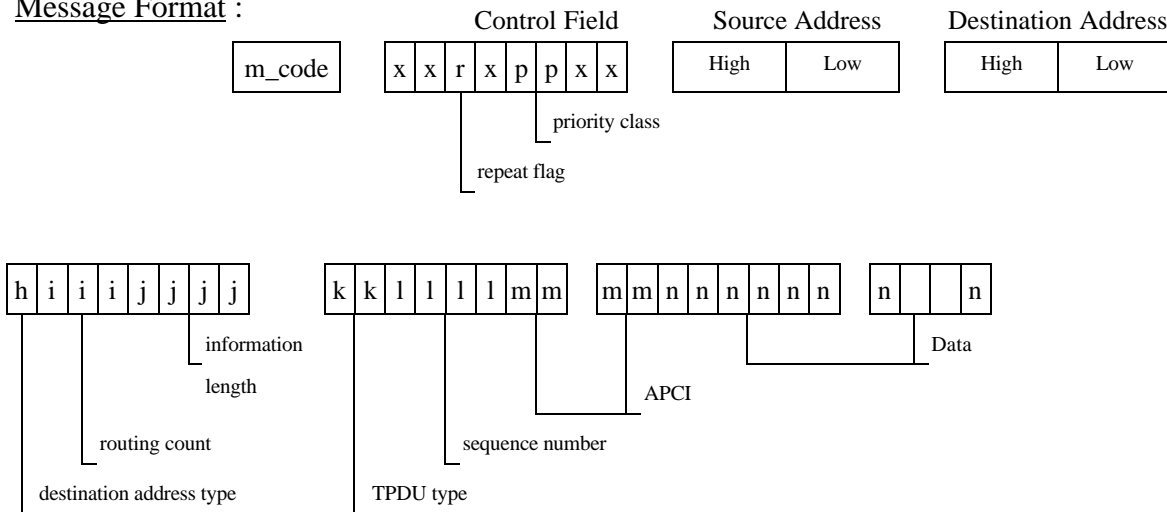 Message Format :
Control Field Source Address Destination Address
m_code x x r x p p x x High Low High Low
priority class
repeat flag
h i i i j j j j k k l l l l m m m m n n n n n n n n
information
length
Data
APCI
routing count
sequence number
destination address type
TPDU type